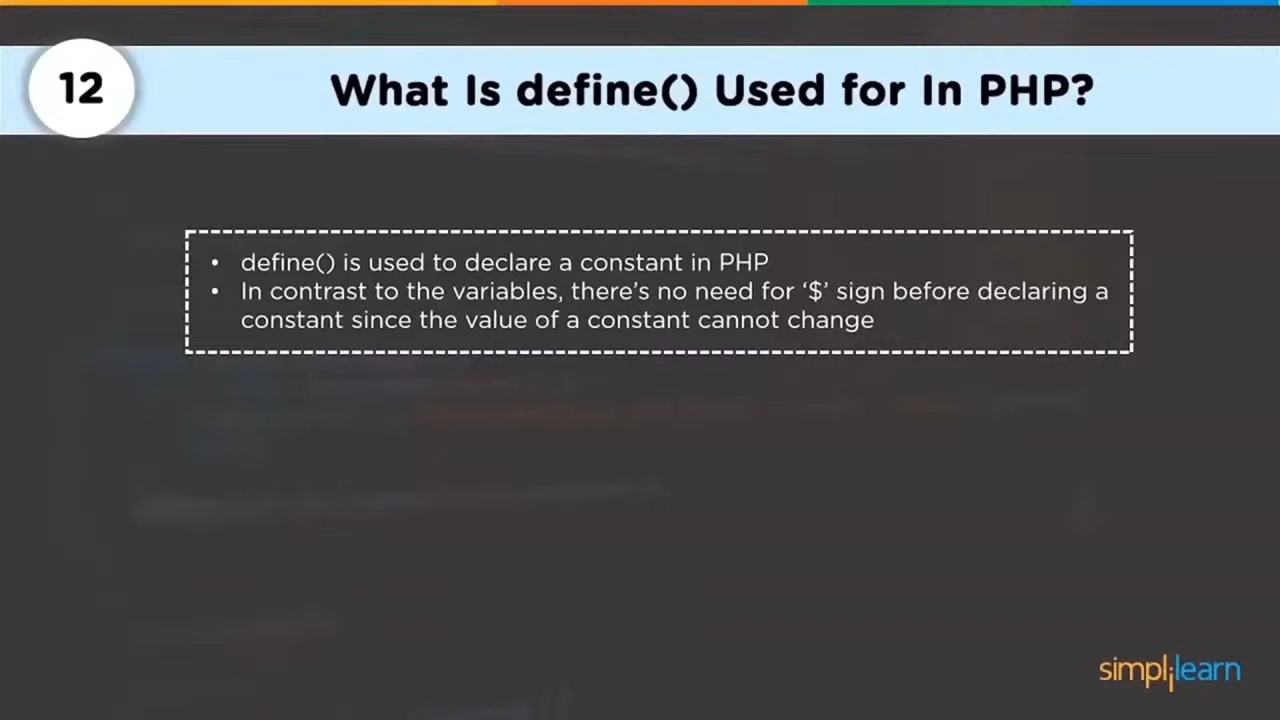 12
What Is define() Used for In PHP?
• define() is used to declare a constant in PHP
• In contrast to the variables, there’s no need for ‘$’ sign before declaring a
constant since the value of a constant cannot change
simplilearn